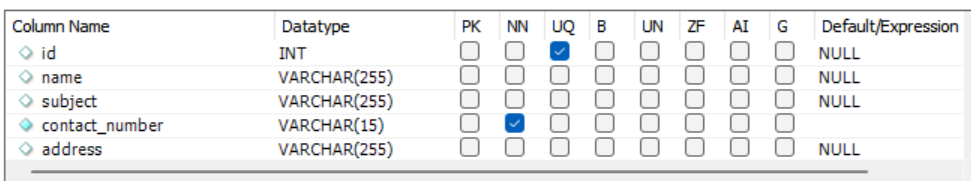 Column Name Datatype PK NN UQ B UN ZF AI G Default/Expression
id INT NULL
name VARCHAR(255) NULL
subject VARCHAR(255) NULL
contact_number VARCHAR(15)
address VARCHAR(255) NULL